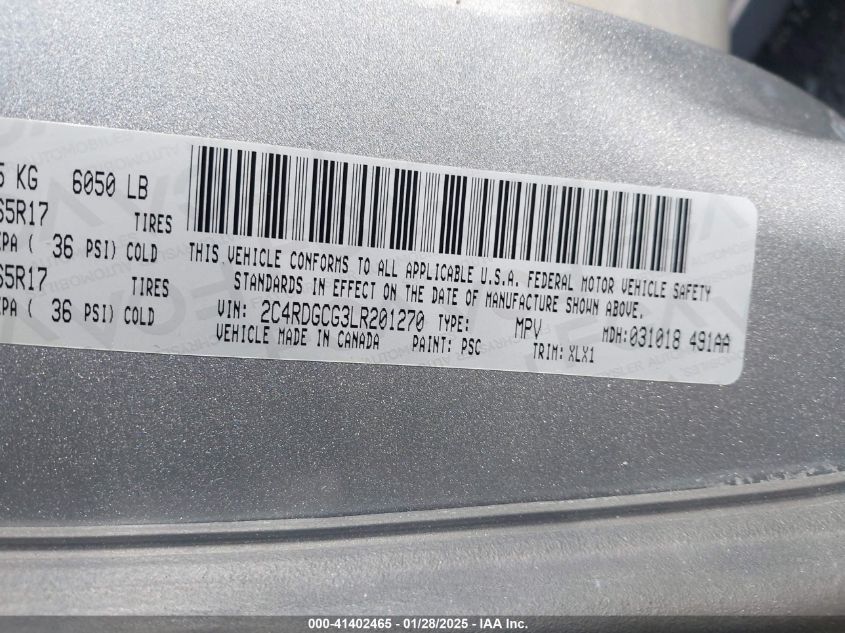 5 KG 6050 LB
S5R17 TIRES
KPA ( 36 PSI) COLD
S5R17 TIRES
KPA ( 36 PSI) COLD
THIS VEHICLE CONFORMS TO ALL APPLICABLE U.S.A. FEDERAL MOTOR VEHICLE SAFETY
STANDARDS IN EFFECT ON THE DATE OF MANUFACTURE SHOWN ABOVE.
VIN: 2C4RDGCG3LR201270 TYPE: MPV MDH:031018 491AA
VEHICLE MADE IN CANADA PAINT: PSC TRIM: XLX1
000-41402465 - 01/28/2025 - IAA Inc.